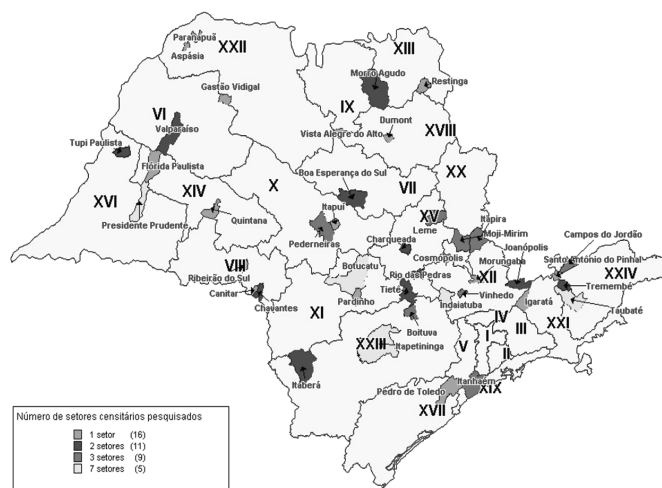 Paranapuã
XXII
Aspásia
XIII
Morro Agudo
Restinga
Gastão Vidigal
IX
VI
Valparaíso
Dumont
Vista Alegre do Alto
XVIII
Tupi Paulista
Flórida Paulista
Boa Esperança do Sul
XX
X
VII
XVI
XIV
Itapuí
Presidente Prudente
Quintana
XV
Leme
Itapira
Moji-Mirim
Campos do Jordão
Pederneiras
Charqueada
Joanópolis
Cosmópolis
Morungaba
Santo Antônio do Pinhal
XXIV
VIII
Botucatu
Rio das Pedras
XII
Ribeirão do Sul
Tremembé
Canitar
Tietê
Vinhedo
Igaratá
Chavantes
Pardinho
Indaiatuba
Taubaté
XI
IV
XXI
Boituva
I
III
XXIII
Itapetininga
V
II
Itaberá
Itanhaém
Pedro de Toledo
XIX
XVII
Número de setores censitários pesquisados
1 setor (16)
2 setores (11)
3 setores (9)
7 setores (5)